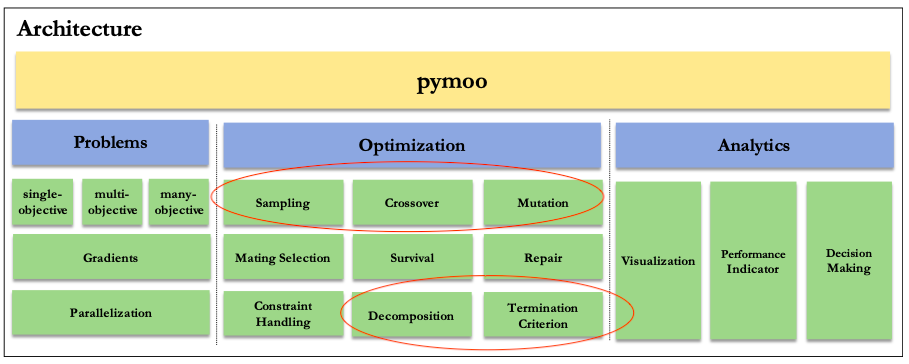 Architecture
pymoo
Problems
Optimization
Analytics
single-
objective
multi-
objective
many-
objective
Sampling
Crossover
Mutation
Gradients
Mating Selection
Survival
Repair
Parallelization
Constraint
Handling
Decomposition
Termination
Criterion
Visualization
Performance
Indicator
Decision
Making